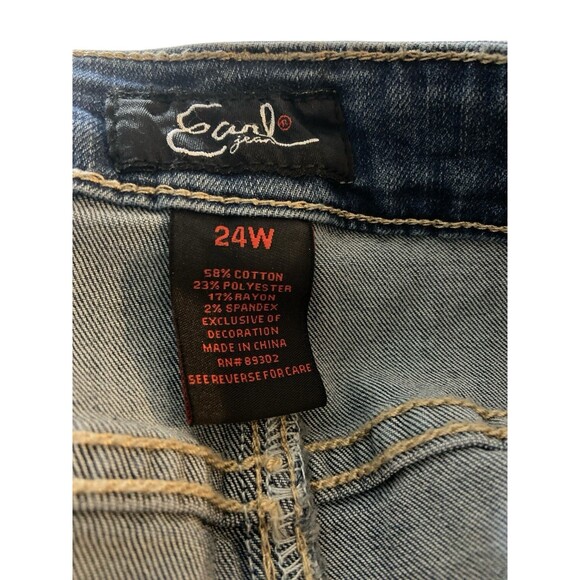 Earl®
jean
24W
58% COTTON
23% POLYESTER
17% RAYON
2% SPANDEX
EXCLUSIVE OF
DECORATION
MADE IN CHINA
RN# 89302
SEE REVERSE FOR CARE